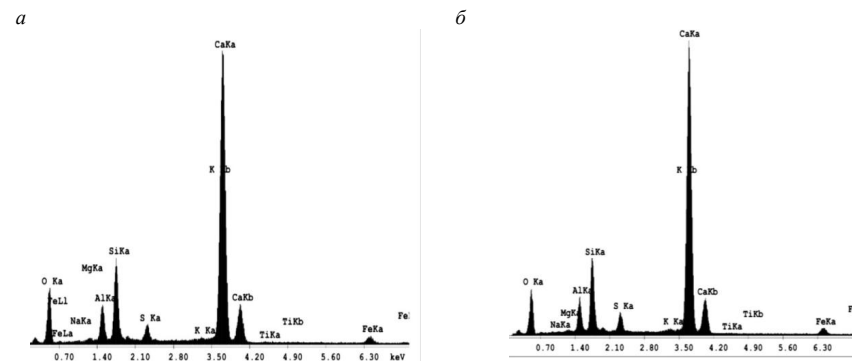 а
CaKa
K Kb
SiKa
MgKa
O Ka
FeLl
AlKa
CaKb
S Ka
NaKa
TiKb
FeLa
K Ka
TiKa
FeKa
0.70 1.40 2.10 2.80 3.50 4.20 4.90 5.60 6.30 keV
б
CaKa
K Kb
SiKa
O Ka
AlKa
CaKb
S Ka
MgKa
TiKb
NaKa
K Ka
TiKa
FeKa
0.70 1.40 2.10 2.80 3.50 4.20 4.90 5.60 6.30